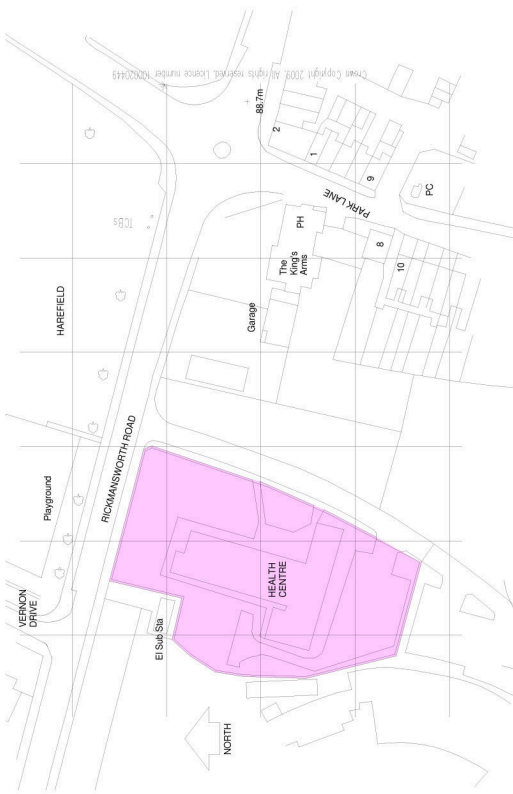 Crown Copyright 2009. All rights reserved. Licence number 100020449
HAREFIELD
TCBs
88.7m
2
1
9
PARK LANE
PC
PH
The
King's
Arms
8
10
Garage
Playground
RICKMANSWORTH ROAD
VERNON
DRIVE
El Sub Sta
HEALTH
CENTRE
NORTH